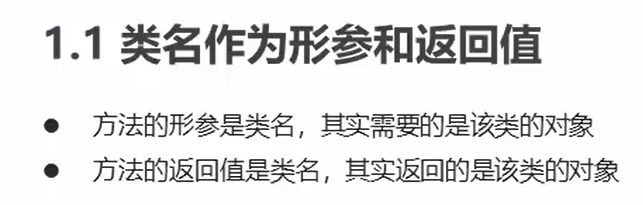 1.1 类名作为形参和返回值
● 方法的形参是类名，其实需要的是该类的对象
● 方法的返回值是类名，其实返回的是该类的对象